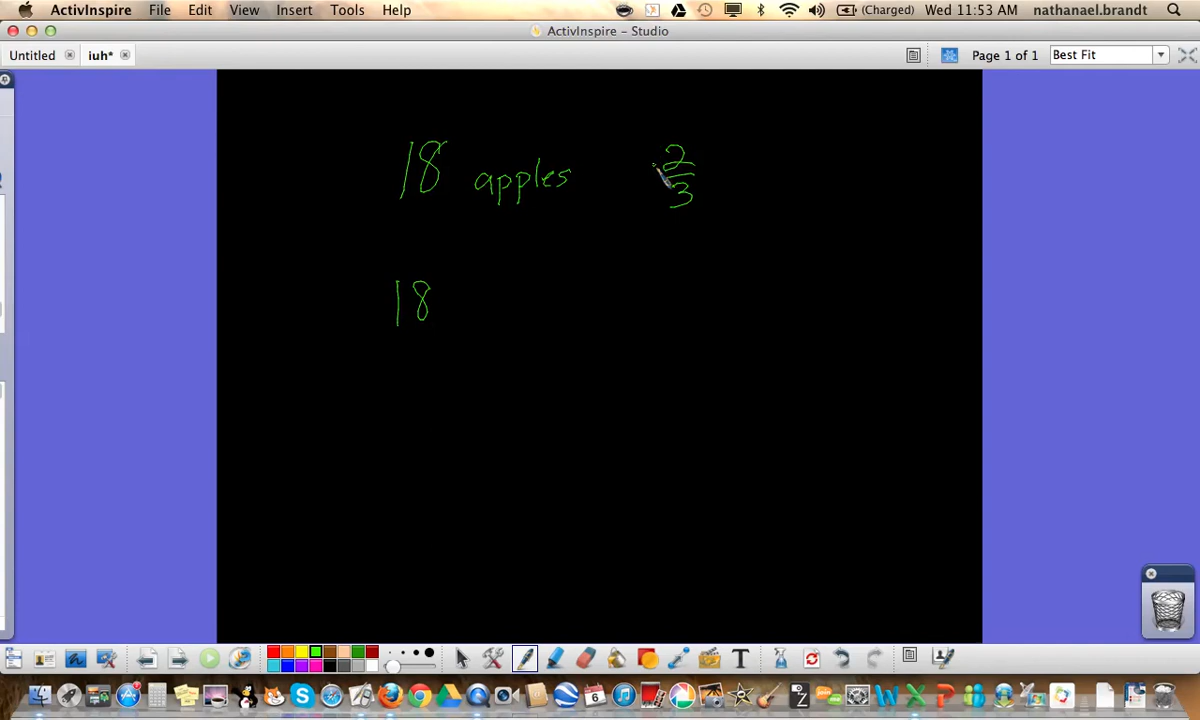 ActivInspire File Edit View Insert Tools Help (Charged) Wed 11:53 AM nathanael.brandt
ActivInspire – Studio
Untitled iuh* Page 1 of 1 Best Fit
18 apples 2/3
18